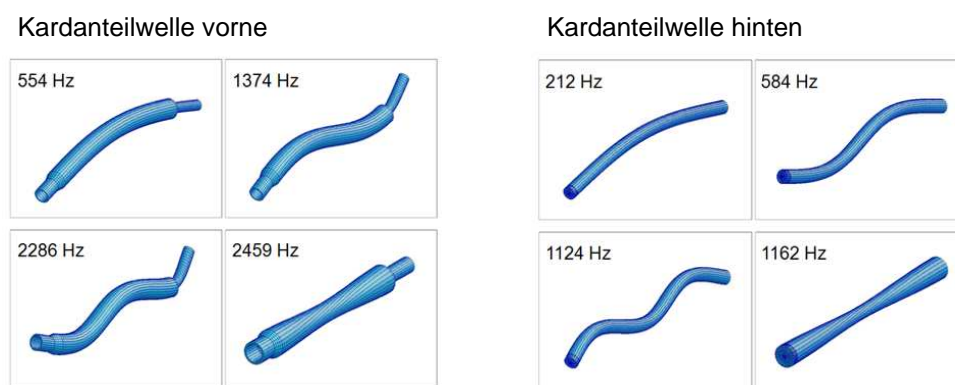 Kardanteilwelle vorne
554 Hz
1374 Hz
2286 Hz
2459 Hz
Kardanteilwelle hinten
212 Hz
584 Hz
1124 Hz
1162 Hz